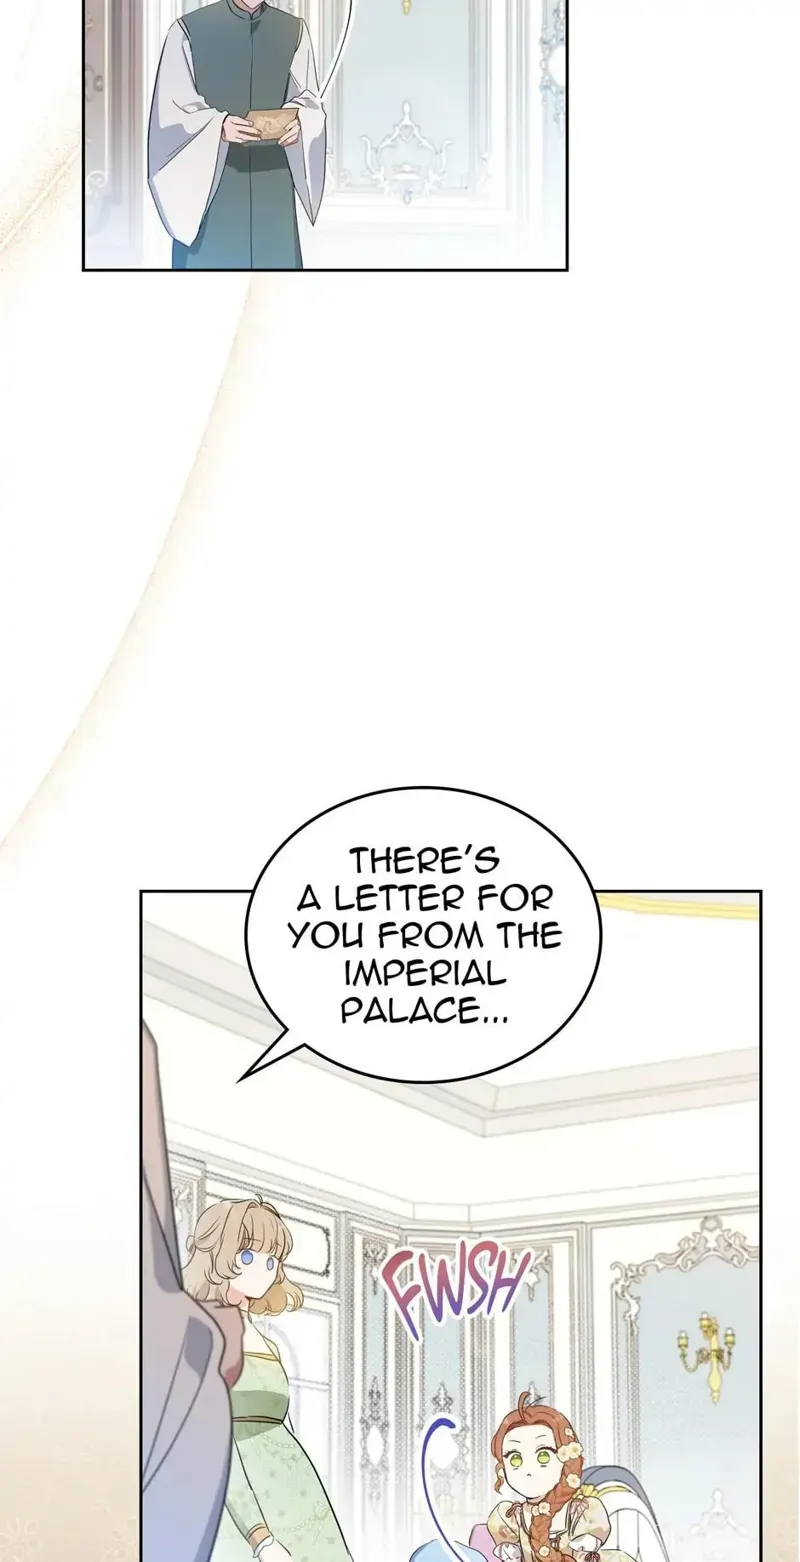 THERE'S
A LETTER FOR
YOU FROM THE
IMPERIAL
PALACE...
FWSH